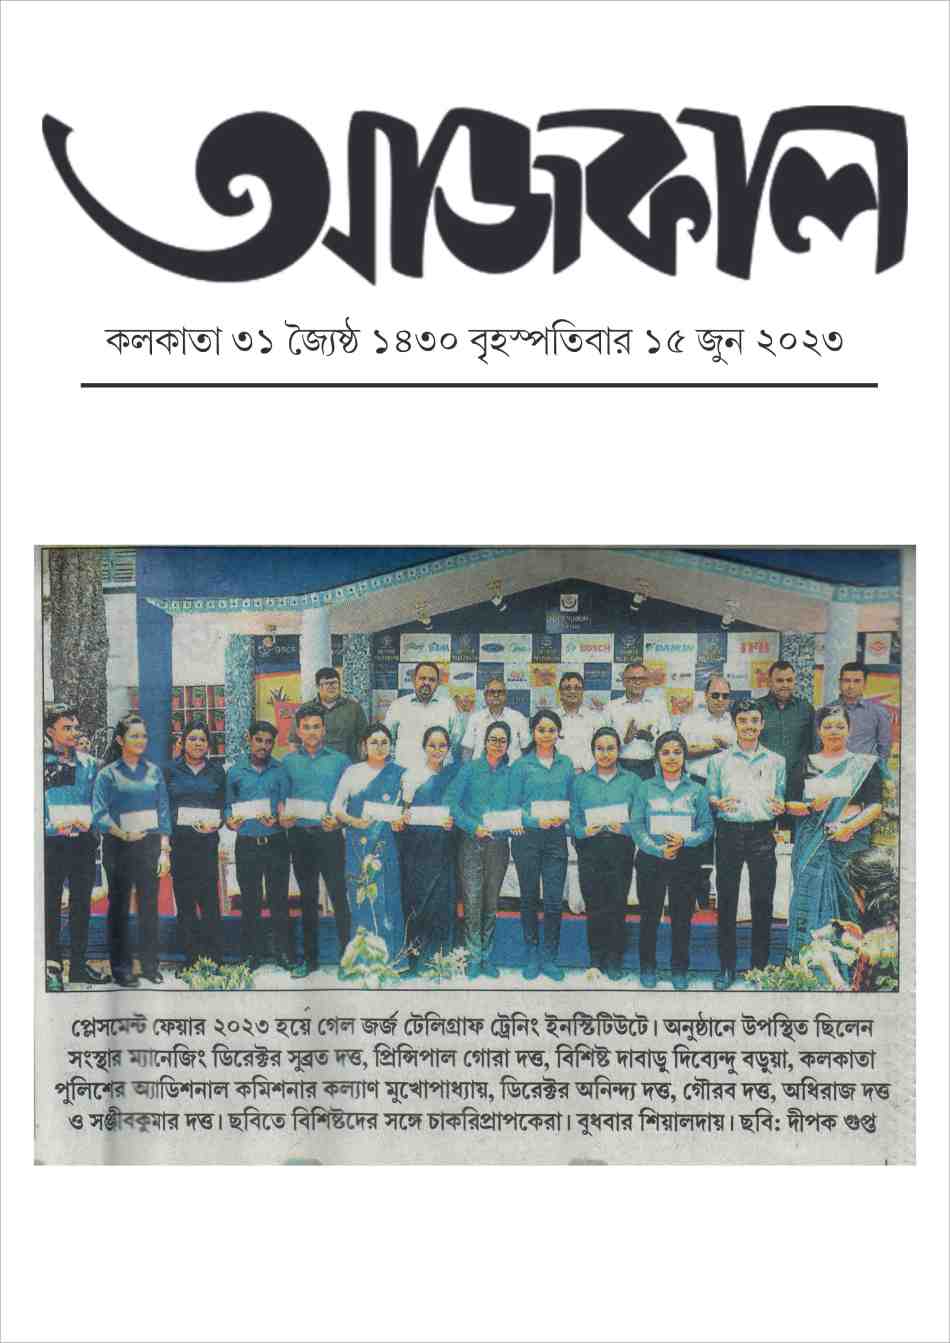 আজকাল
কলকাতা ৩১ জ্যৈষ্ঠ ১৪৩০ বৃহস্পতিবার ১৫ জুন ২০২৩
BOSCH
DAIKIN
প্লেসমেন্ট ফেয়ার ২০২৩ হয়ে গেল জর্জ টেলিগ্রাফ ট্রেনিং ইনস্টিটিউটে। অনুষ্ঠানে উপস্থিত ছিলেন
সংস্থার ম্যানেজিং ডিরেক্টর সুব্রত দত্ত, প্রিন্সিপাল গোরা দত্ত, বিশিষ্ট দাবাড়ু দিব্যেন্দু বড়ুয়া, কলকাতা
পুলিশের অ্যাডিশনাল কমিশনার কল্যাণ মুখোপাধ্যায়, ডিরেক্টর অনিন্দ্য দত্ত, গৌরব দত্ত, অধিরাজ দত্ত
ও সঞ্জীবকুমার দত্ত। ছবিতে বিশিষ্টদের সঙ্গে চাকরিপ্রাপকেরা। বুধবার শিয়ালদায়। ছবি: দীপক গুপ্ত